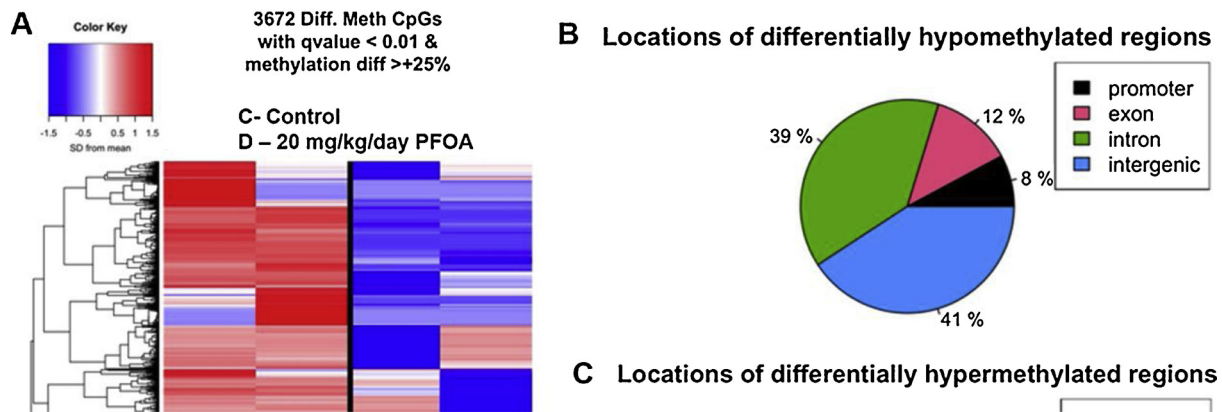 A
Color Key
-1.5 -0.5 0.5 1 1.5
SD from mean
3672 Diff. Meth CpGs
with qvalue < 0.01 &
methylation diff >+25%
C- Control
D – 20 mg/kg/day PFOA
B Locations of differentially hypomethylated regions
promoter
exon
intron
intergenic
39 %
12 %
8 %
41 %
C Locations of differentially hypermethylated regions